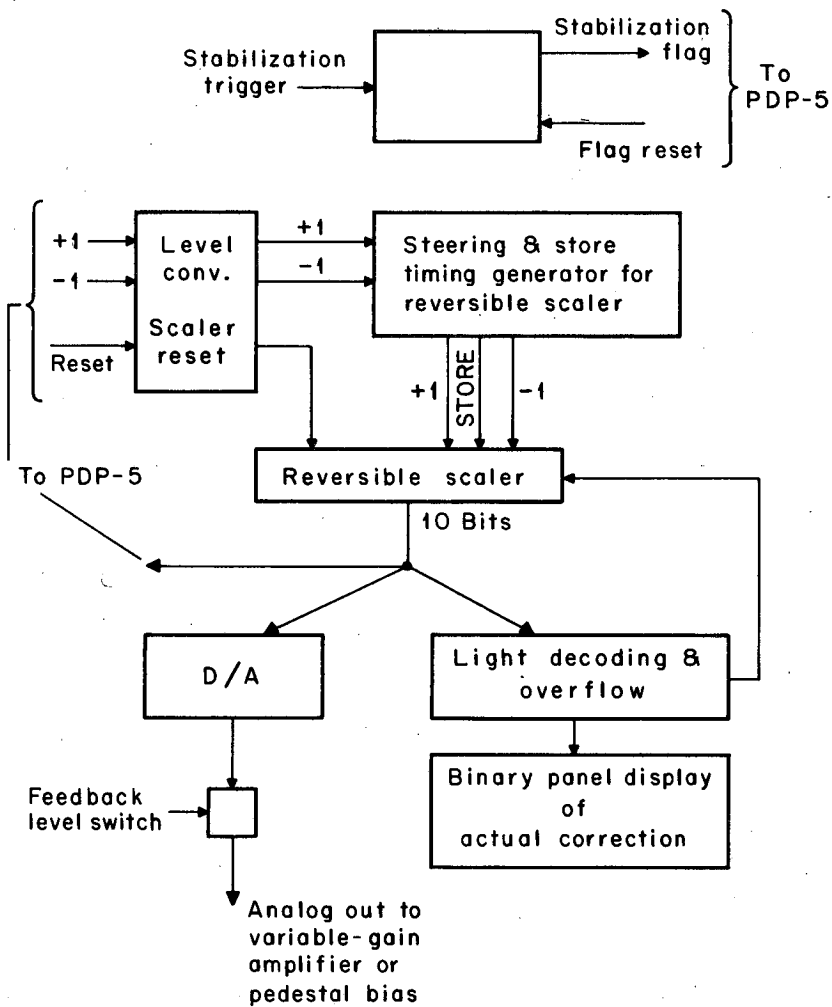 Stabilization
flag
Stabilization
trigger
To
PDP-5
Flag reset
+1
-1
Reset
Level
conv.
Scaler
reset
+1
-1
Steering & store
timing generator for
reversible scaler
+1
STORE
-1
To PDP-5
Reversible scaler
10 Bits
D/A
Light decoding &
overflow
Feedback
level switch
Binary panel display
of
actual correction
Analog out to
variable-gain
amplifier or
pedestal bias